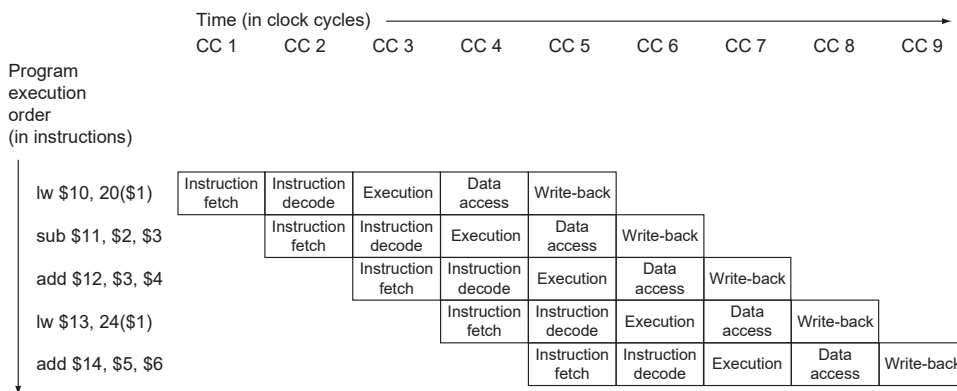 Time (in clock cycles)
CC 1 CC 2 CC 3 CC 4 CC 5 CC 6 CC 7 CC 8 CC 9
Program
execution
order
(in instructions)
lw $10, 20($1)
Instruction
fetch
Instruction
decode
Execution
Data
access
Write-back
sub $11, $2, $3
Instruction
fetch
Instruction
decode
Execution
Data
access
Write-back
add $12, $3, $4
Instruction
fetch
Instruction
decode
Execution
Data
access
Write-back
lw $13, 24($1)
Instruction
fetch
Instruction
decode
Execution
Data
access
Write-back
add $14, $5, $6
Instruction
fetch
Instruction
decode
Execution
Data
access
Write-back